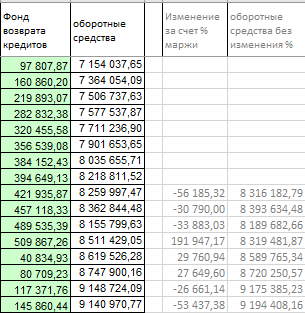 Фонд возврата кредитов | оборотные средства | Изменение за счет % маржи | оборотные средства без изменения %
97 807,87 | 7 154 037,65
160 860,20 | 7 364 054,09
219 893,07 | 7 506 737,63
282 832,38 | 7 577 537,87
320 455,58 | 7 711 236,90
356 539,08 | 7 901 653,65
384 152,43 | 8 035 655,71
394 649,13 | 8 218 811,52
421 935,87 | 8 259 997,47 | -56 185,32 | 8 316 182,79
457 118,33 | 8 362 844,48 | -30 790,00 | 8 393 634,48
489 535,39 | 8 155 799,63 | -33 883,03 | 8 189 682,66
509 867,26 | 8 511 429,05 | 191 947,17 | 8 319 481,87
40 834,93 | 8 619 526,28 | 29 760,94 | 8 589 765,34
80 709,23 | 8 747 900,16 | 27 649,60 | 8 720 250,57
117 371,76 | 9 148 724,09 | -26 661,14 | 9 175 385,23
145 860,44 | 9 140 970,77 | -53 437,38 | 9 194 408,16